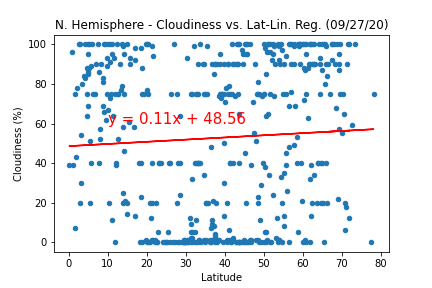 N. Hemisphere - Cloudiness vs. Lat-Lin. Reg. (09/27/20)
100
80
60
40
20
0
Cloudiness (%)
y = 0.11x + 48.56
0 10 20 30 40 50 60 70 80
Latitude